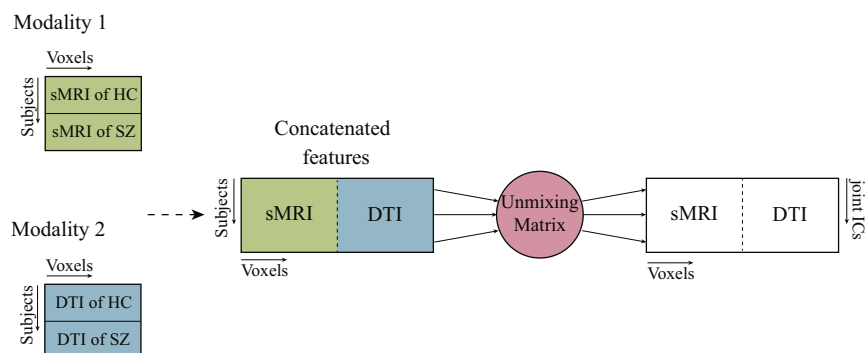 Modality 1
Voxels
Subjects
sMRI of HC
sMRI of SZ
Modality 2
Voxels
Subjects
DTI of HC
DTI of SZ
Concatenated
features
Subjects
sMRI
DTI
Voxels
Unmixing
Matrix
sMRI
DTI
joint ICs
Voxels